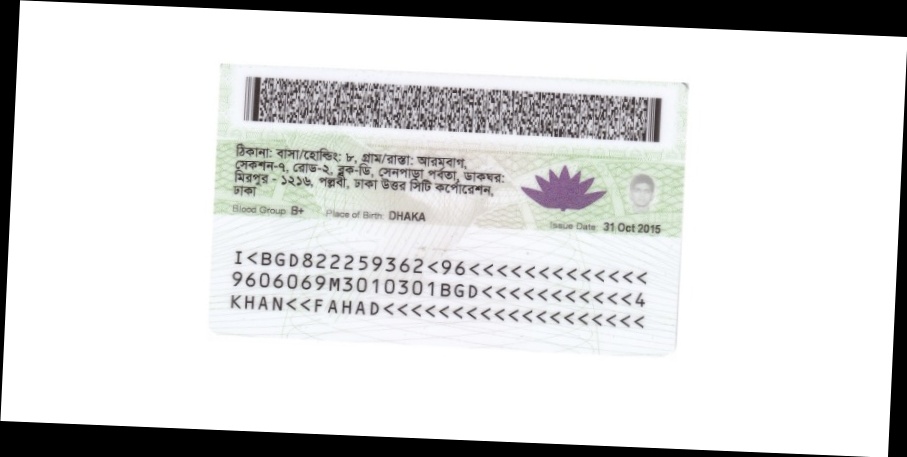 ঠিকানা: বাসা/হোল্ডিং: ৮, গ্রাম/রাস্তা: আরমবাগ,
সেকশন-৭, রোড-২, ব্লক-ডি, সেনপাড়া পর্বতা, ডাকঘর:
মিরপুর - ১২১৬, পল্লবী, ঢাকা উত্তর সিটি কর্পোরেশন,
ঢাকা
Blood Group: B+ Place of Birth: DHAKA Issue Date: 31 Oct 2015
I<BGD822259362<96<<<<<<<<<<<<<
9606069M3010301BGD<<<<<<<<<<<4
KHAN<<FAHAD<<<<<<<<<<<<<<<<<<<